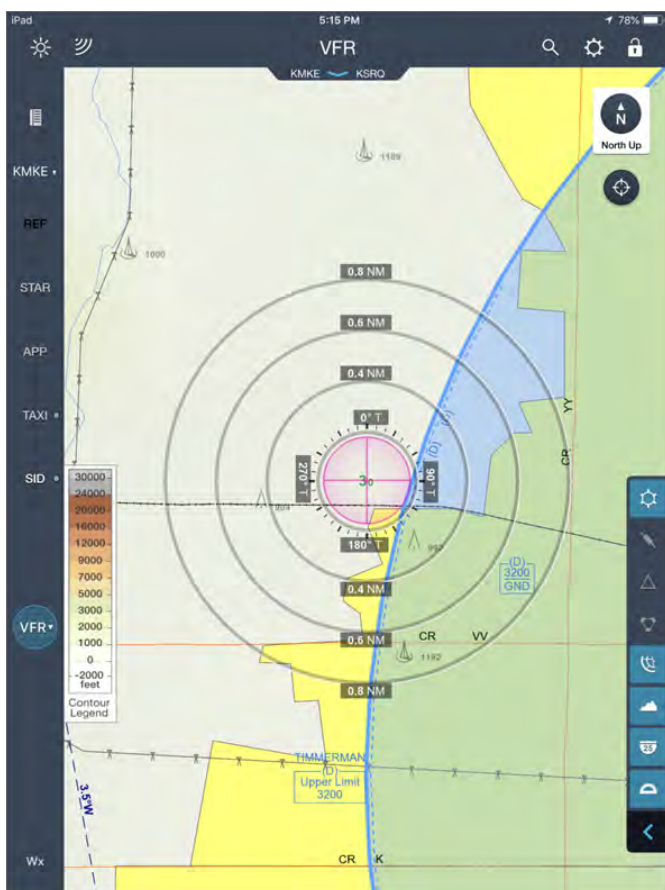 iPad
5:15 PM
78%
VFR
KMKE
KSRQ
N
North Up
KMKE
REF
STAR
APP
TAXI
SID
VFR
Wx
1189
1000
0.8 NM
0.6 NM
0.4 NM
0° T
270° T
90° T
180° T
30
0.4 NM
0.6 NM
0.8 NM
(D)
(D)
YY
CR
(D)
3200
GND
CR
VV
1192
30000
24000
20000
16000
12000
9000
7000
5000
3000
2000
1000
0
-2000
feet
Contour
Legend
3.5°W
TIMMERMAN
(D)
Upper Limit
3200
CR
K
25